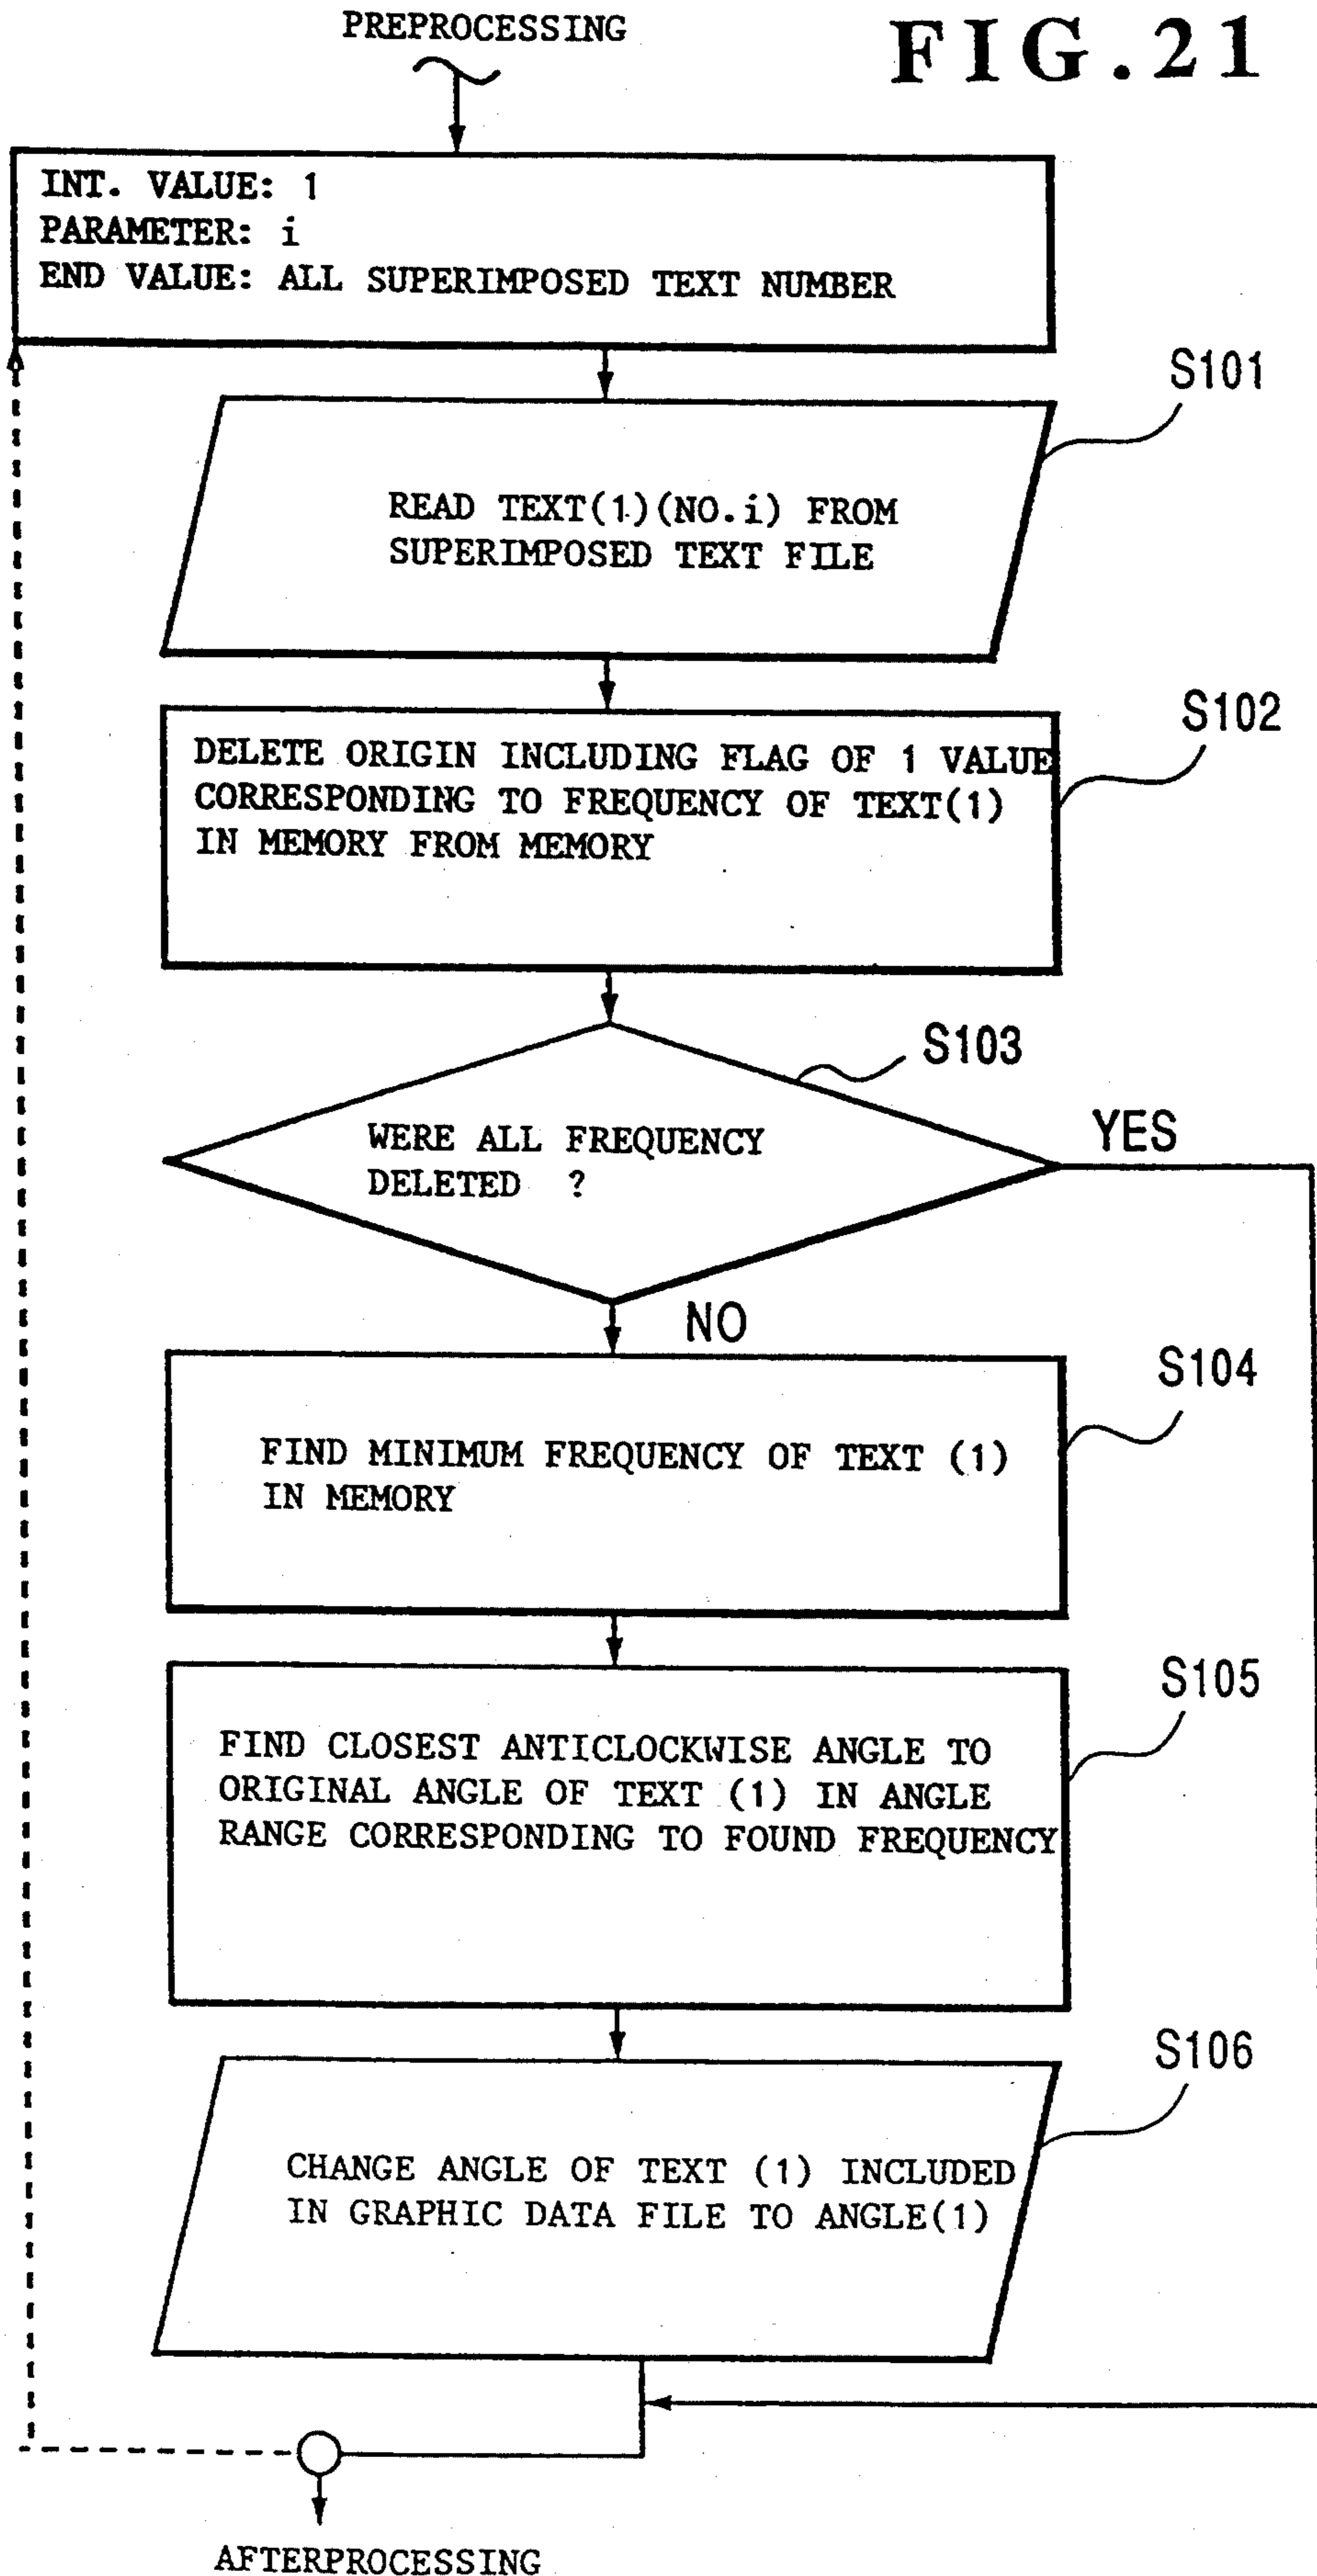 PREPROCESSING
FIG.21
INT. VALUE: 1
PARAMETER: i
END VALUE: ALL SUPERIMPOSED TEXT NUMBER
S101
READ TEXT(1)(NO.i) FROM
SUPERIMPOSED TEXT FILE
S102
DELETE ORIGIN INCLUDING FLAG OF 1 VALUE
CORRESPONDING TO FREQUENCY OF TEXT(1)
IN MEMORY FROM MEMORY
S103
WERE ALL FREQUENCY
DELETED ?
YES
NO
S104
FIND MINIMUM FREQUENCY OF TEXT (1)
IN MEMORY
S105
FIND CLOSEST ANTICLOCKWISE ANGLE TO
ORIGINAL ANGLE OF TEXT (1) IN ANGLE
RANGE CORRESPONDING TO FOUND FREQUENCY
S106
CHANGE ANGLE OF TEXT (1) INCLUDED
IN GRAPHIC DATA FILE TO ANGLE(1)
AFTERPROCESSING